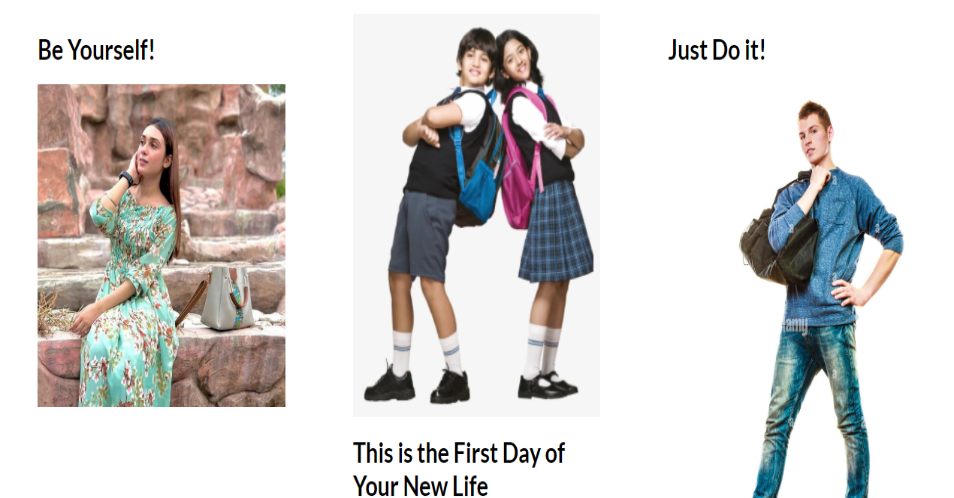 Be Yourself!
This is the First Day of
Your New Life
Just Do it!